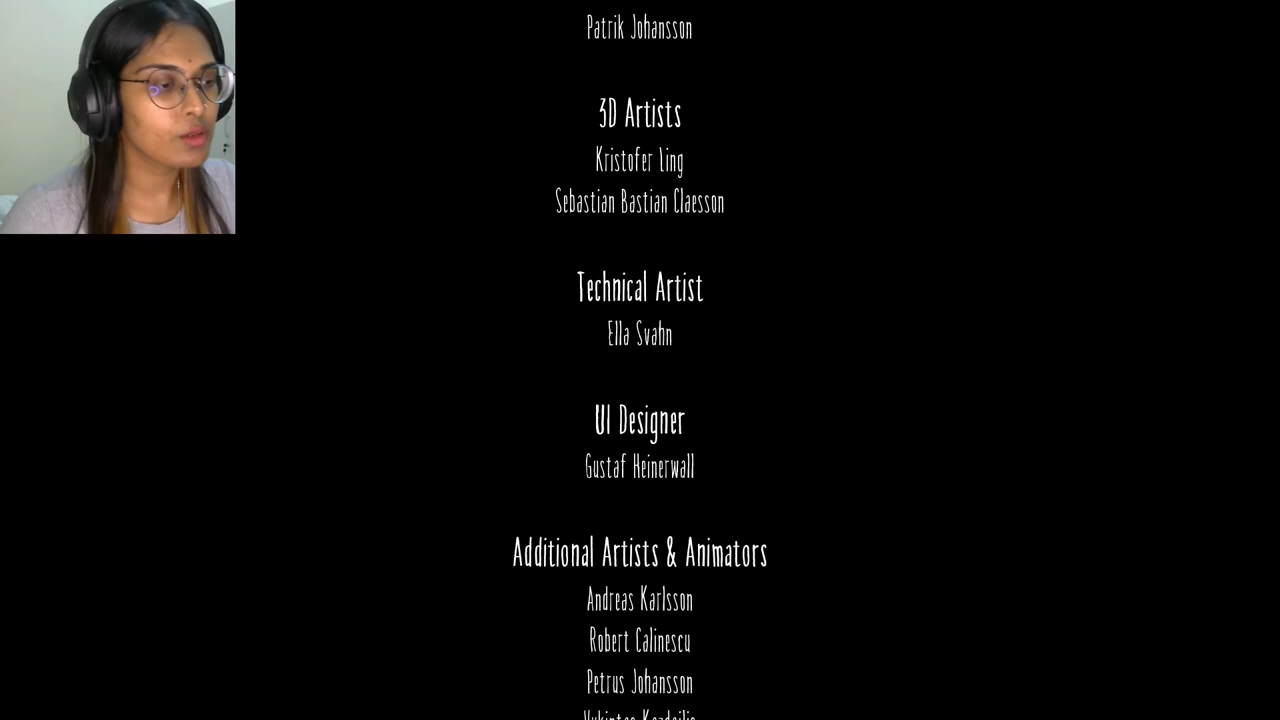 Patrik Johansson
3D Artists
Kristofer Ling
Sebastian Bastian Claesson
Technical Artist
Ella Svahn
UI Designer
Gustaf Heinerwall
Additional Artists & Animators
Andreas Karlsson
Robert Calinescu
Petrus Johansson